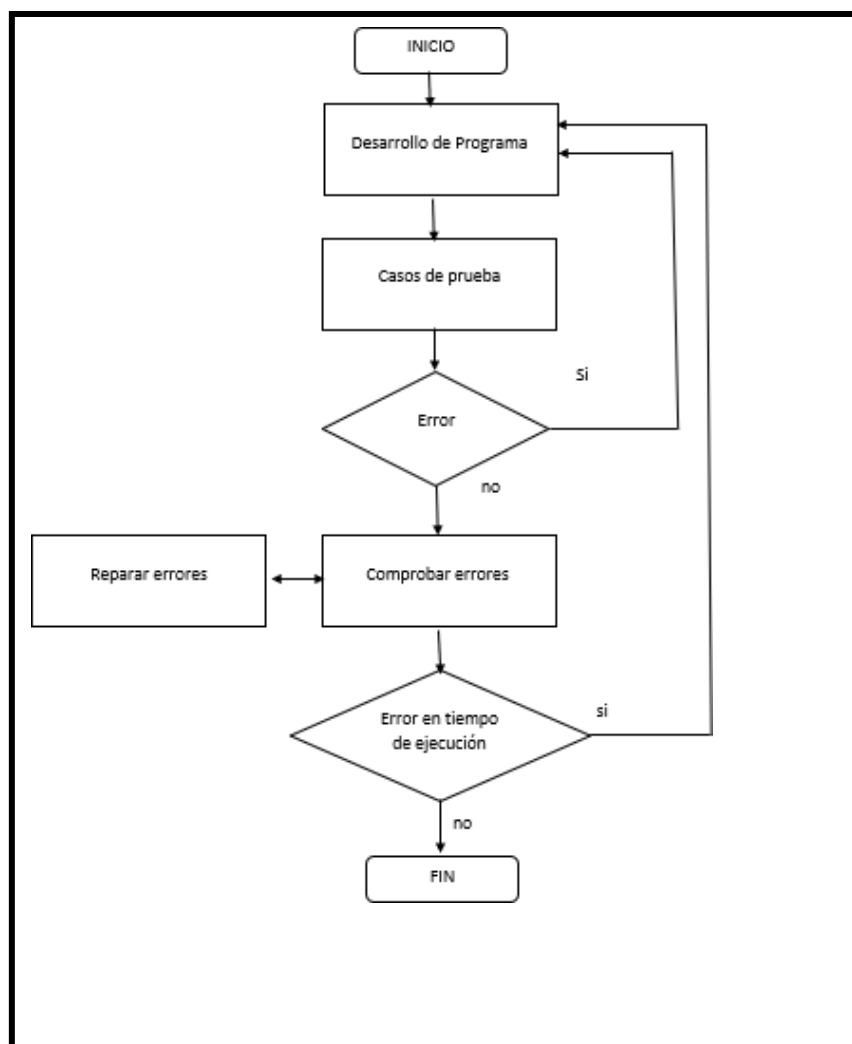 INICIO
Desarrollo de Programa
Casos de prueba
Si
Error
no
Reparar errores
Comprobar errores
Error en tiempo
de ejecución
si
no
FIN